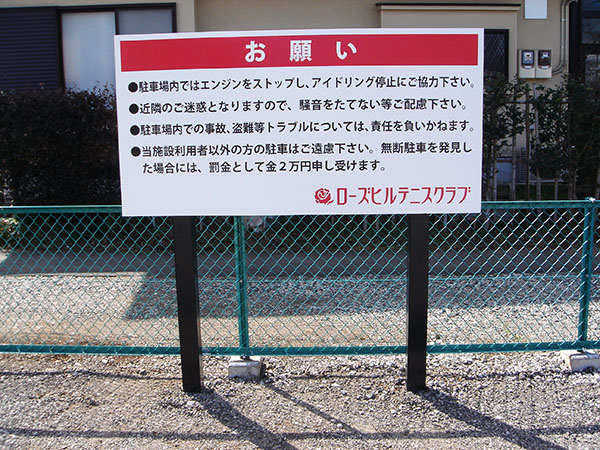 お願い
●駐車場内ではエンジンをストップし、アイドリング停止にご協力下さい。
●近隣のご迷惑となりますので、騒音をたてない等ご配慮下さい。
●駐車場内での事故、盗難等トラブルについては、責任を負いかねます。
●当施設利用者以外の方の駐車はご遠慮下さい。無断駐車を発見し
た場合には、罰金として金2万円申し受けます。
ローズヒルテニスクラブ